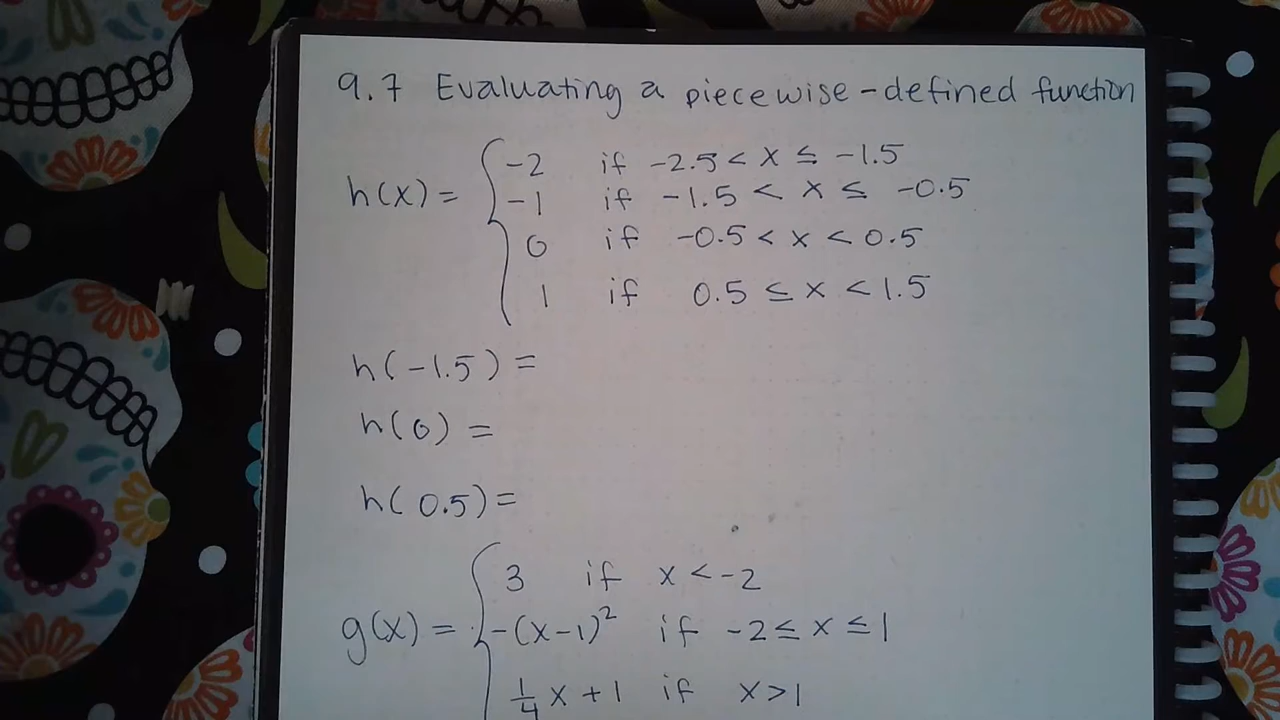 9.7 Evaluating a piecewise-defined function
h(x) = { -2 if -2.5 < x ≤ -1.5
-1 if -1.5 < x ≤ -0.5
0 if -0.5 < x < 0.5
1 if 0.5 ≤ x < 1.5
h(-1.5) =
h(0) =
h(0.5) =
g(x) = { 3 if x < -2
-(x-1)² if -2 ≤ x ≤ 1
1/4 x + 1 if x > 1